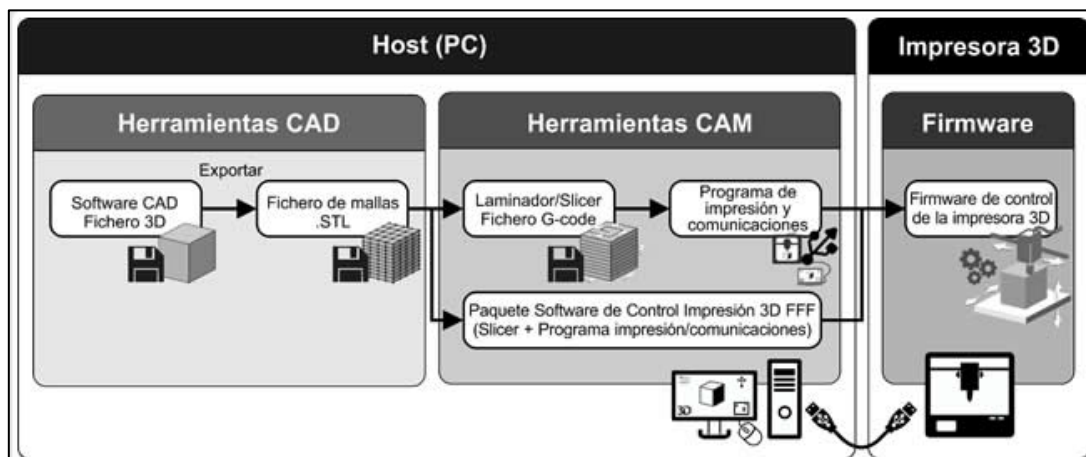 Host (PC)
Impresora 3D
Herramientas CAD
Herramientas CAM
Firmware
Exportar
Software CAD
Fichero 3D
Fichero de mallas
.STL
Laminador/Slicer
Fichero G-code
Programa de
impresión y
comunicaciones
Firmware de control
de la impresora 3D
Paquete Software de Control Impresión 3D FFF
(Slicer + Programa impresión/comunicaciones)
3D